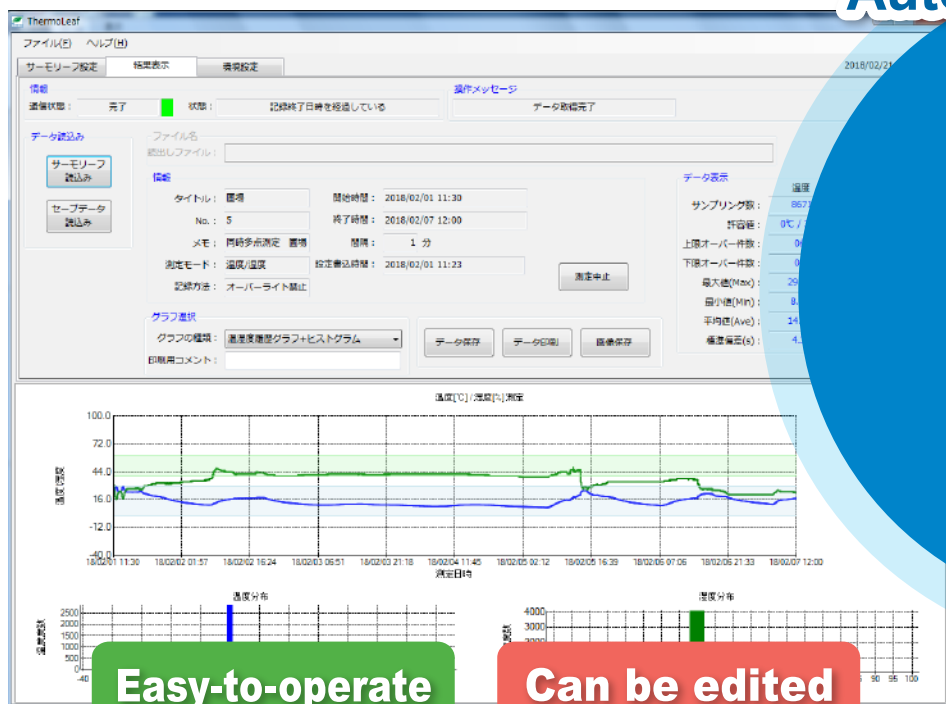 Auto
ThermoLeaf
ファイル(F) ヘルプ(H)
サーモリーフ設定 結果表示 環境設定 2018/02/21
情報 操作メッセージ
通信状態: 完了 状態: 記録終了日時を経過している データ取得完了
データ読込み
サーモリーフ
読込み
セーブデータ
読込み
ファイル名
読出しファイル:
情報
タイトル: 圃場 開始時間: 2018/02/01 11:30
No.: 5 終了時間: 2018/02/07 12:00
メモ: 同時多点測定 圃場 間隔: 1 分
測定モード: 温度/湿度 設定書込時間: 2018/02/01 11:23
記録方法: オーバーライト禁止
測定中止
データ表示
温度
サンプリング数: 8671
許容値: 0℃ /
上限オーバー件数:
下限オーバー件数:
最大値(Max): 29
最小値(Min): 8.
平均値(Ave): 14.
標準偏差(s): 4.
グラフ選択
グラフの種類: 温湿度履歴グラフ+ヒストグラム
印刷用コメント:
データ保存 データ印刷 画像保存
温度[℃] / 湿度[%] 測定
温度/湿度
100.0
72.0
44.0
16.0
-12.0
-40.0
18/02/01 11:30 18/02/02 01:57 18/02/02 16:24 18/02/03 06:51 18/02/03 21:18 18/02/04 11:45 18/02/05 02:12 18/02/05 16:39 18/02/06 07:06 18/02/06 21:33 18/02/07 12:00
測定日時
温度分布 湿度分布
温度度数
2500
2000
1500
1000
500
0
-40
4000
3000
90 95 100
Easy-to-operate
Can be edited